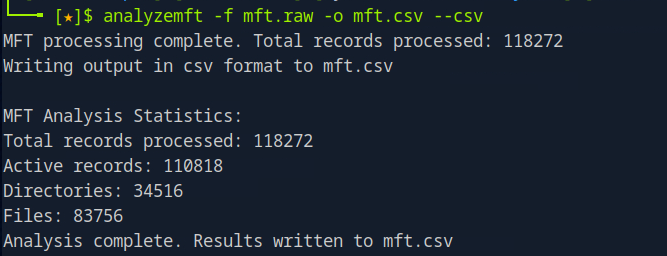 [★]$ analyzemft -f mft.raw -o mft.csv --csv
MFT processing complete. Total records processed: 118272
Writing output in csv format to mft.csv
MFT Analysis Statistics:
Total records processed: 118272
Active records: 110818
Directories: 34516
Files: 83756
Analysis complete. Results written to mft.csv